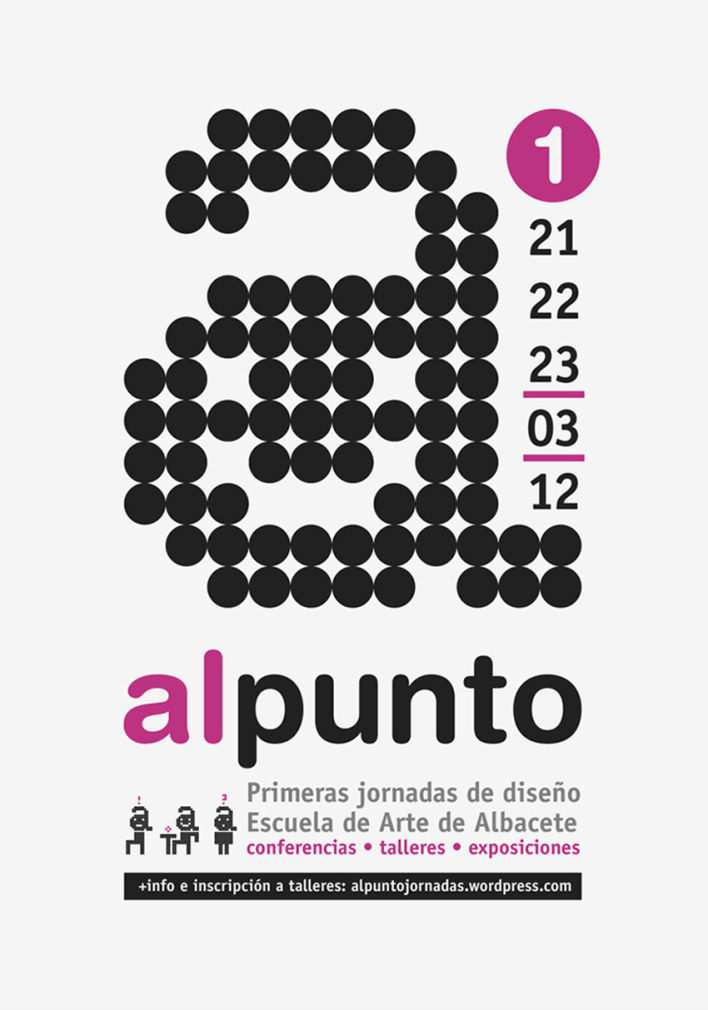 a
1
21
22
23
03
12
alpunto
Primeras jornadas de diseño
Escuela de Arte de Albacete
conferencias • talleres • exposiciones
+info e inscripción a talleres: alpuntojornadas.wordpress.com